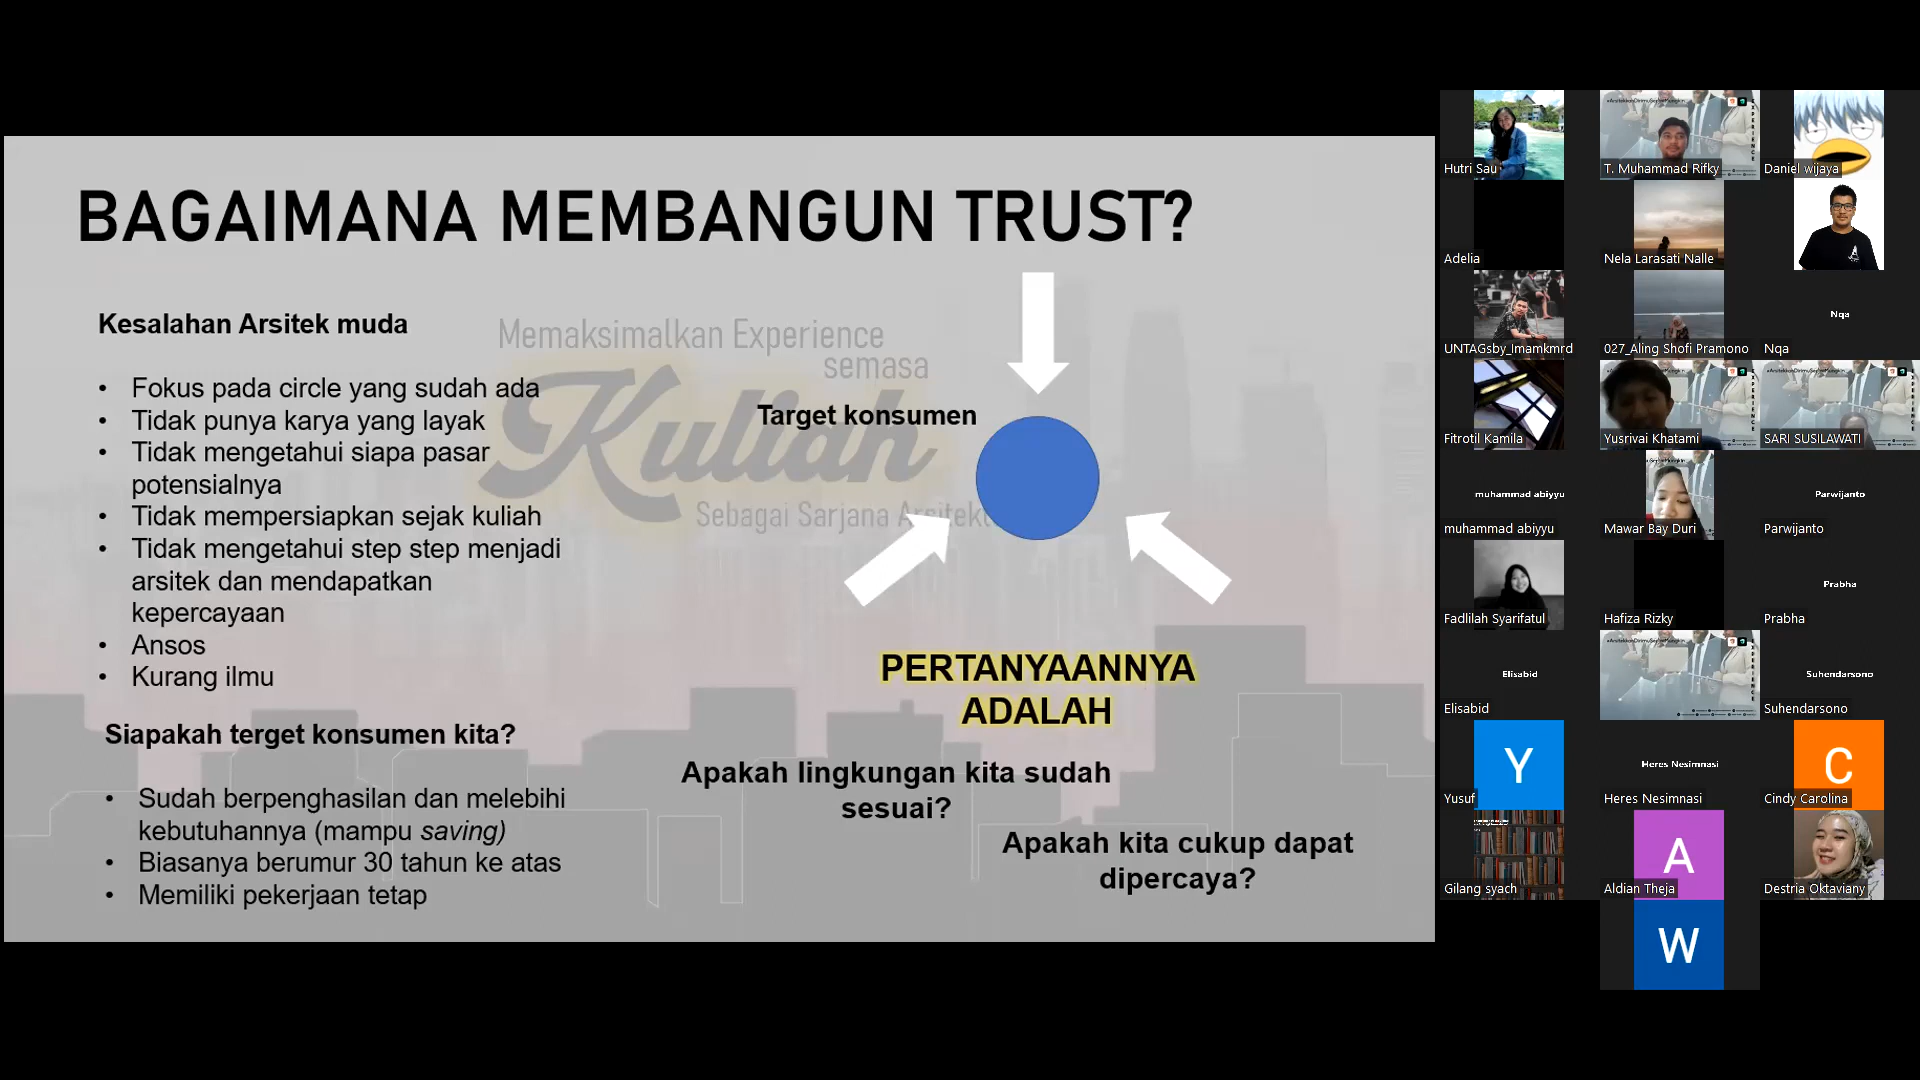 BAGAIMANA MEMBANGUN TRUST?
Kesalahan Arsitek muda
• Fokus pada circle yang sudah ada
• Tidak punya karya yang layak
• Tidak mengetahui siapa pasar
potensialnya
• Tidak mempersiapkan sejak kuliah
• Tidak mengetahui step step menjadi
arsitek dan mendapatkan
kepercayaan
• Ansos
• Kurang ilmu
Siapakah terget konsumen kita?
• Sudah berpenghasilan dan melebihi
kebutuhannya (mampu saving)
• Biasanya berumur 30 tahun ke atas
• Memiliki pekerjaan tetap
Memaksimalkan Experience
semasa
Kuliah
Sebagai Sarjana Arsitekt
Target konsumen
PERTANYAANNYA
ADALAH
Apakah lingkungan kita sudah
sesuai?
Apakah kita cukup dapat
dipercaya?
Hutri Sau
T. Muhammad Rifky
EXPERIENCE
Daniel wijaya
Adelia
Nela Larasati Nalle
UNTAGsby_Imamkmrd
027_Aling Shofi Pramono
Nqa
Nqa
Fitrotil Kamila
Yusrivai Khatami
EXPERIENCE
SARI SUSILAWATI
EXPERIENCE
muhammad abiyyu
muhammad abiyyu
Mawar Bay Duri
Parwijanto
Parwijanto
Fadlilah Syarifatul
Hafiza Rizky
Prabha
Prabha
Elisabid
Elisabid
EXPERIENCE
Suhendarsono
Suhendarsono
Y
Yusuf
Heres Nesimnasi
Heres Nesimnasi
C
Cindy Carolina
Gilang syach
A
Aldian Theja
Destria Oktaviany
W